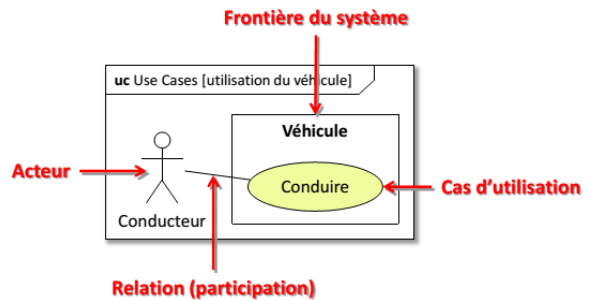 Frontière du système
uc Use Cases [utilisation du véhicule]
Véhicule
Acteur
Conduire
Cas d'utilisation
Conducteur
Relation (participation)